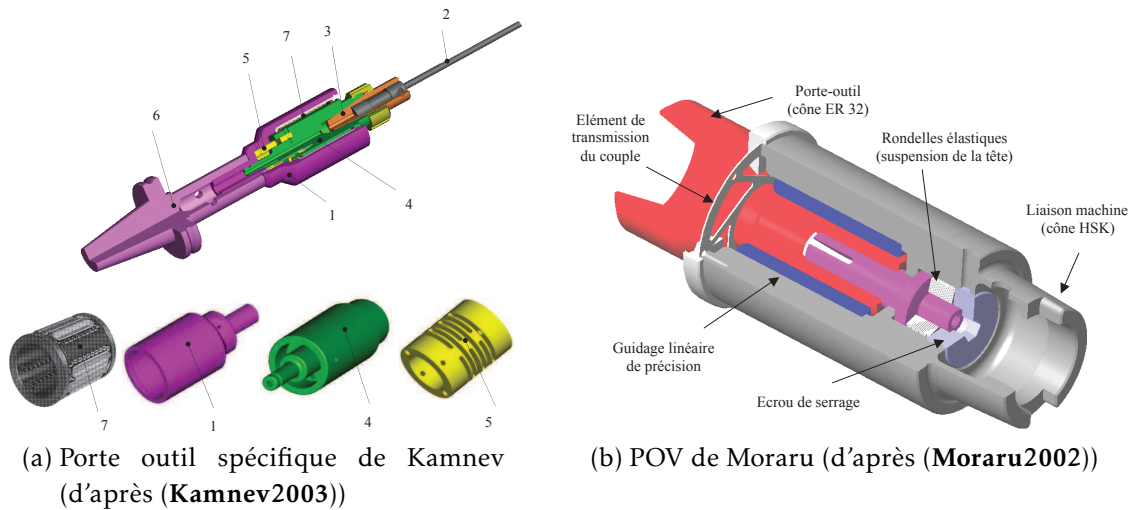 2
3
7
5
6
4
1
7
1
4
5
(a) Porte outil spécifique de Kamnev
(d'après (Kamnev2003))
Porte-outil
(cône ER 32)
Elément de
transmission
du couple
Rondelles élastiques
(suspension de la tête)
Liaison machine
(cône HSK)
Guidage linéaire
de précision
Ecrou de serrage
(b) POV de Moraru (d'après (Moraru2002))